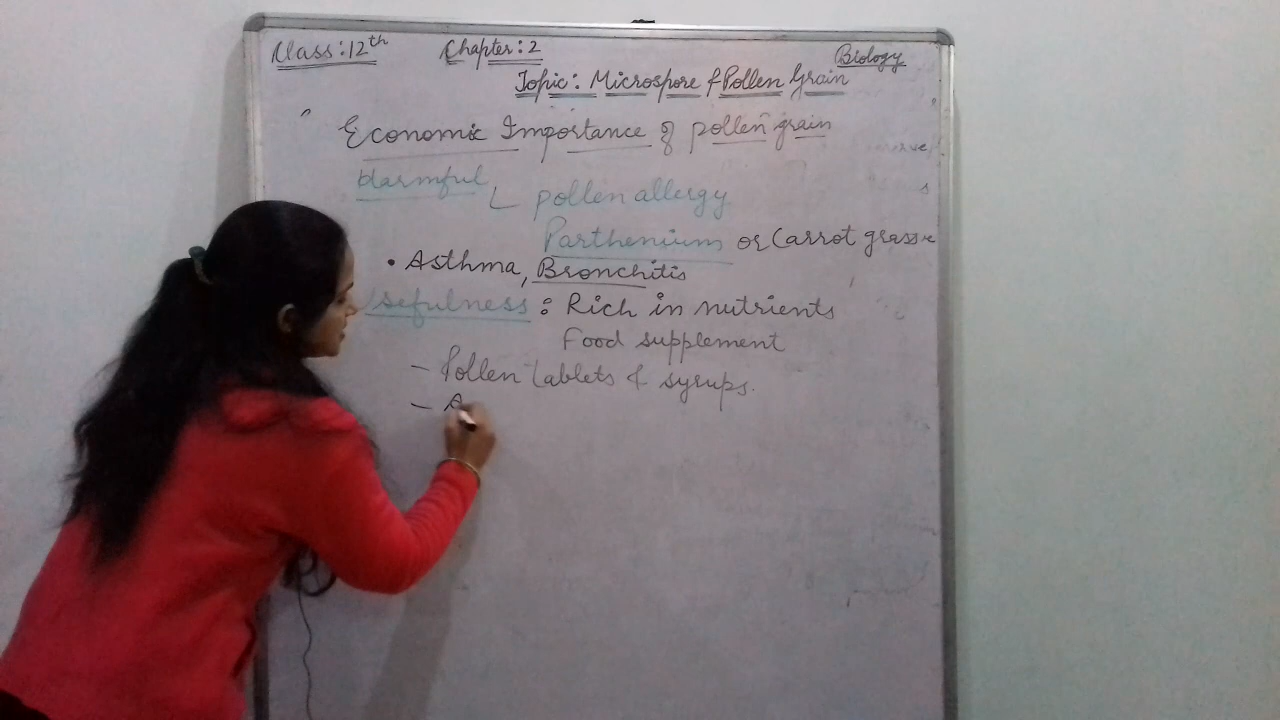 Class: 12th Chapter: 2 Biology
Topic: Microspore & Pollen Grain
Economic Importance of pollen grain
Harmful pollen allergy
Parthenium or Carrot grass
• Asthma, Bronchitis
Usefulness : Rich in nutrients
Food supplement
- Pollen tablets & syrups.
- A